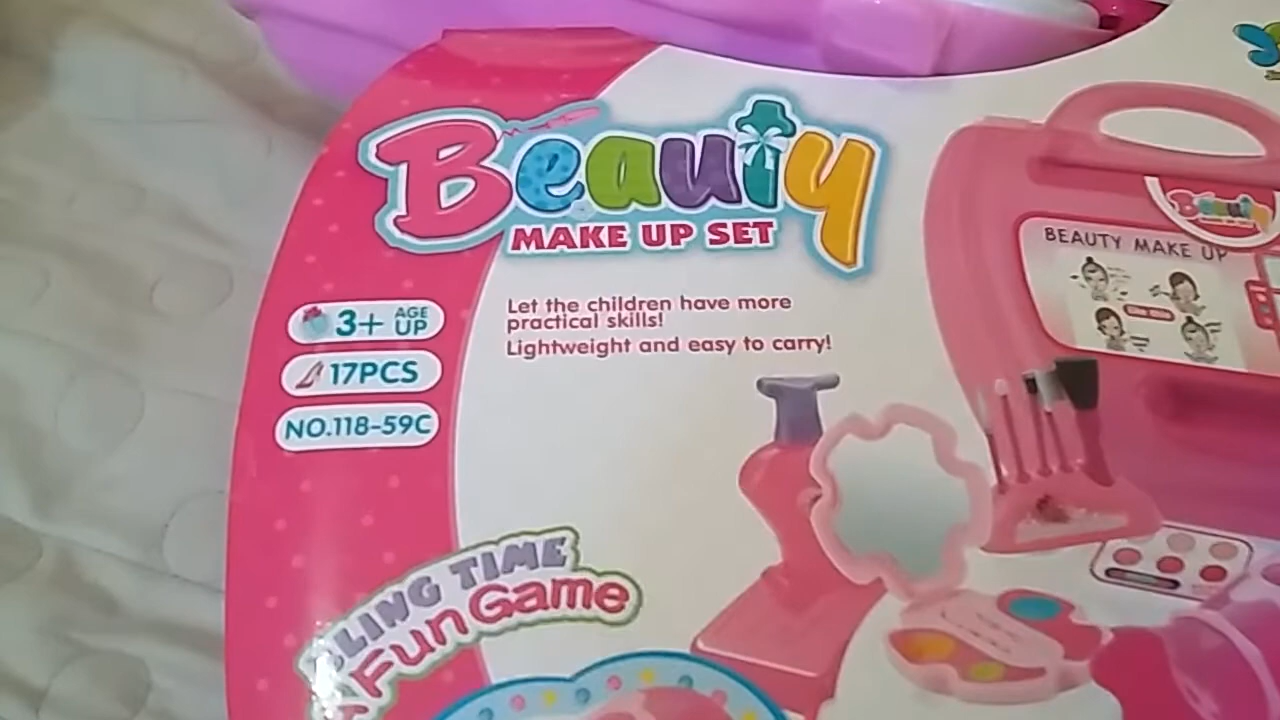 Beauty
MAKE UP SET
Let the children have more
practical skills!
Lightweight and easy to carry!
3+ AGE UP
17PCS
NO.118-59C
BLING TIME
A Fun Game
Beauty
BEAUTY MAKE UP